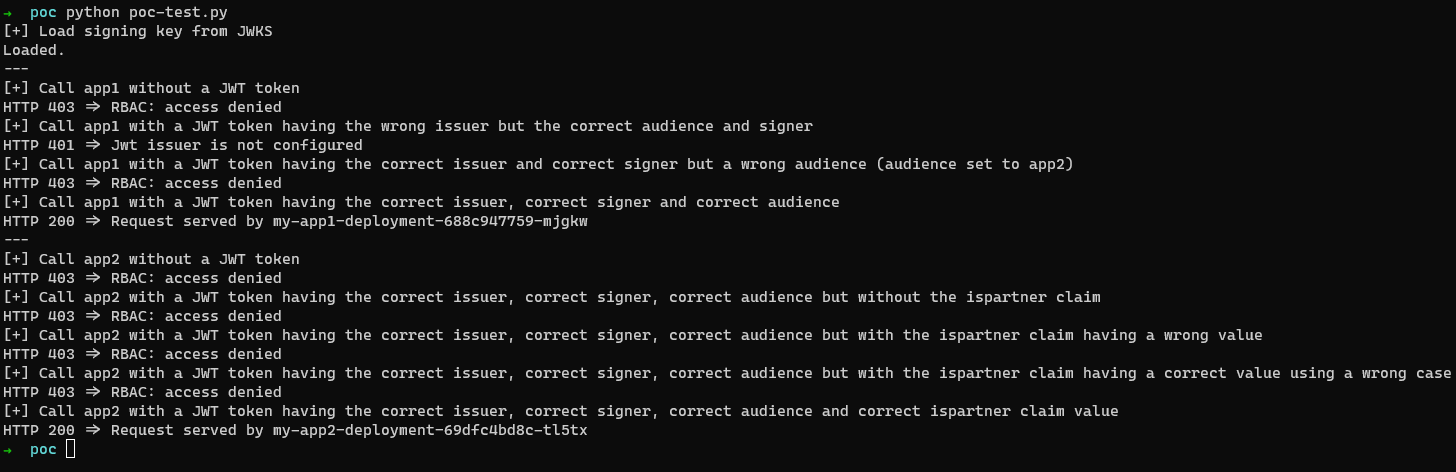 → poc python poc-test.py
[+] Load signing key from JWKS
Loaded.
---
[+] Call app1 without a JWT token
HTTP 403 => RBAC: access denied
[+] Call app1 with a JWT token having the wrong issuer but the correct audience and signer
HTTP 401 => Jwt issuer is not configured
[+] Call app1 with a JWT token having the correct issuer and correct signer but a wrong audience (audience set to app2)
HTTP 403 => RBAC: access denied
[+] Call app1 with a JWT token having the correct issuer, correct signer and correct audience
HTTP 200 => Request served by my-app1-deployment-688c947759-mjgkw
---
[+] Call app2 without a JWT token
HTTP 403 => RBAC: access denied
[+] Call app2 with a JWT token having the correct issuer, correct signer, correct audience but without the ispartner claim
HTTP 403 => RBAC: access denied
[+] Call app2 with a JWT token having the correct issuer, correct signer, correct audience but with the ispartner claim having a wrong value
HTTP 403 => RBAC: access denied
[+] Call app2 with a JWT token having the correct issuer, correct signer, correct audience but with the ispartner claim having a correct value using a wrong case
HTTP 403 => RBAC: access denied
[+] Call app2 with a JWT token having the correct issuer, correct signer, correct audience and correct ispartner claim value
HTTP 200 => Request served by my-app2-deployment-69dfc4bd8c-tl5tx
→ poc